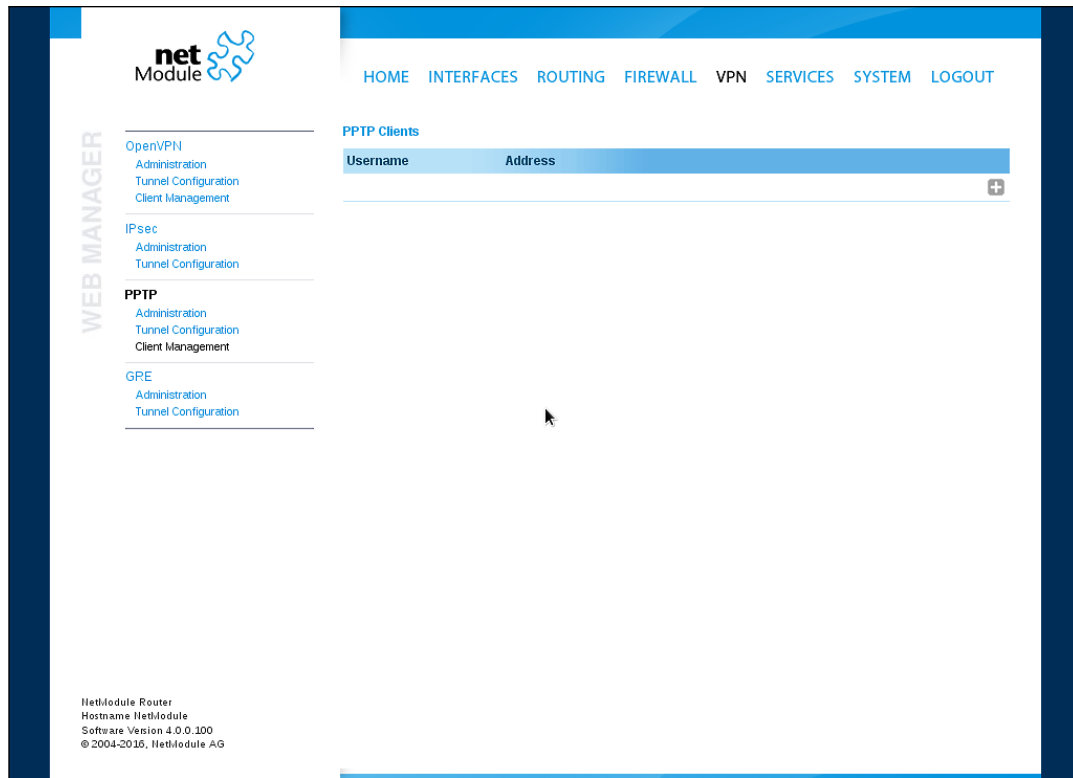 net
Module
HOME INTERFACES ROUTING FIREWALL VPN SERVICES SYSTEM LOGOUT
WEB MANAGER
OpenVPN
Administration
Tunnel Configuration
Client Management
IPsec
Administration
Tunnel Configuration
PPTP
Administration
Tunnel Configuration
Client Management
GRE
Administration
Tunnel Configuration
PPTP Clients
Username Address
NetModule Router
Hostname NetModule
Software Version 4.0.0.100
© 2004-2016, NetModule AG